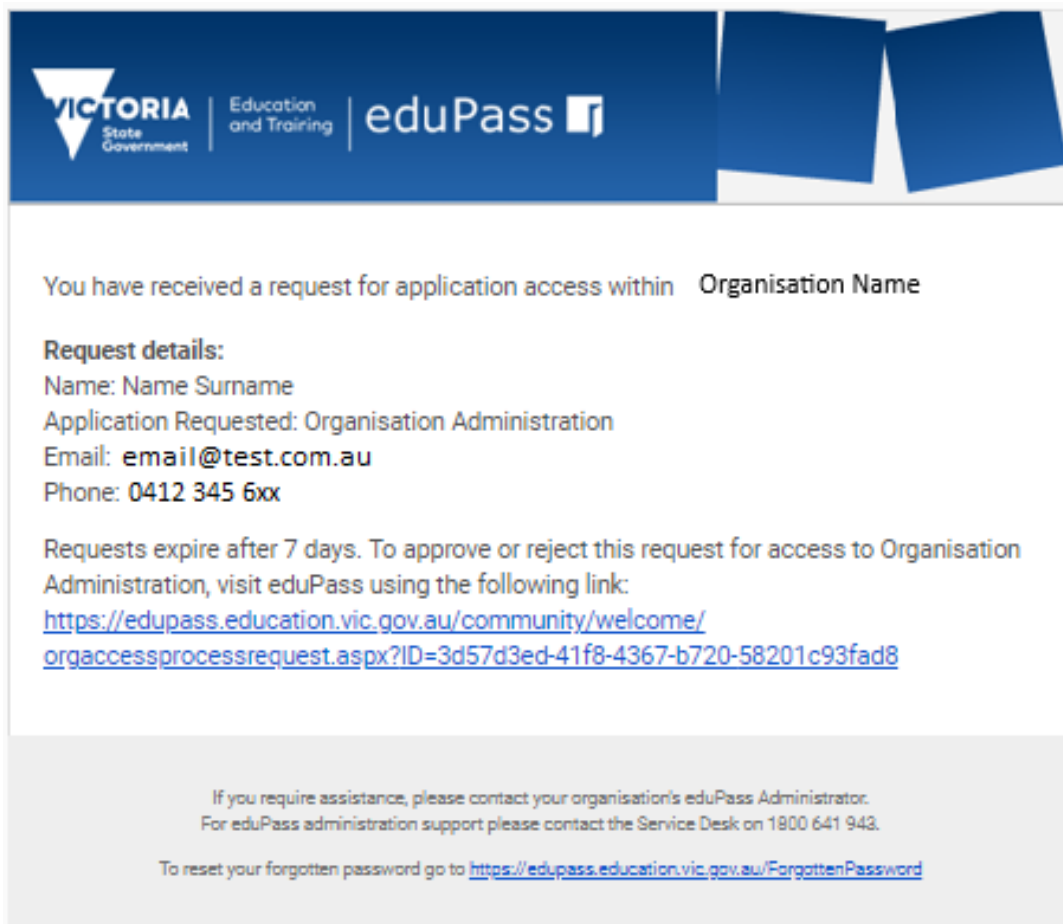 VICTORIA
State
Government
Education
and Training
eduPass
You have received a request for application access within Organisation Name
Request details:
Name: Name Surname
Application Requested: Organisation Administration
Email: email@test.com.au
Phone: 0412 345 6xx
Requests expire after 7 days. To approve or reject this request for access to Organisation
Administration, visit eduPass using the following link:
https://edupass.education.vic.gov.au/community/welcome/
orgaccessprocessrequest.aspx?ID=3d57d3ed-41f8-4367-b720-58201c93fad8
If you require assistance, please contact your organisation's eduPass Administrator.
For eduPass administration support please contact the Service Desk on 1800 641 943.
To reset your forgotten password go to https://edupass.education.vic.gov.au/ForgottenPassword